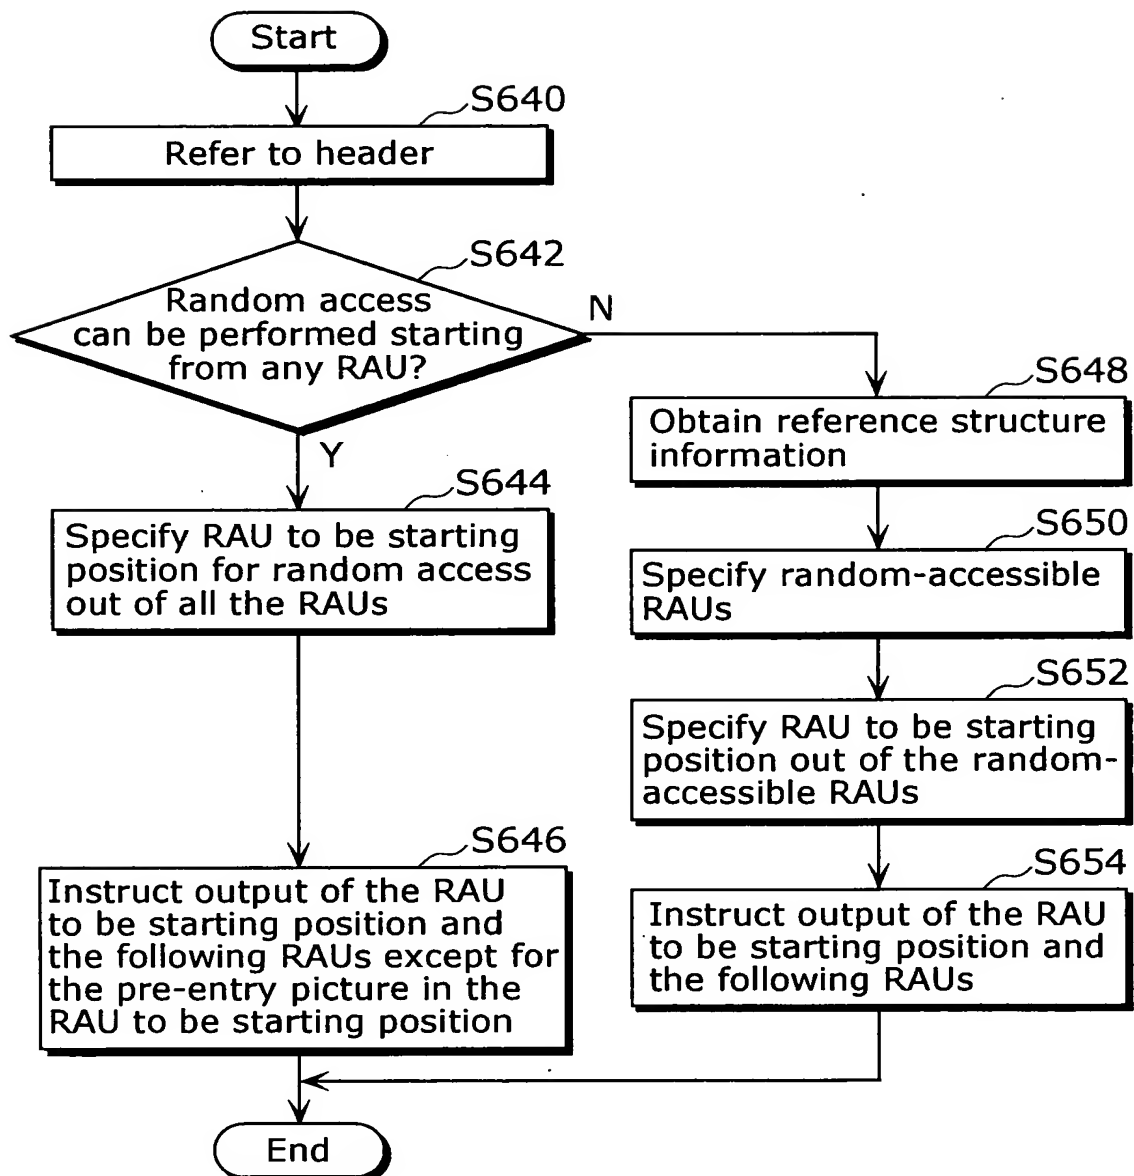 Start
S640
Refer to header
S642
Random access
can be performed starting
from any RAU?
N
Y
S644
Specify RAU to be starting
position for random access
out of all the RAUs
S646
Instruct output of the RAU
to be starting position and
the following RAUs except for
the pre-entry picture in the
RAU to be starting position
S648
Obtain reference structure
information
S650
Specify random-accessible
RAUs
S652
Specify RAU to be starting
position out of the random-
accessible RAUs
S654
Instruct output of the RAU
to be starting position and
the following RAUs
End